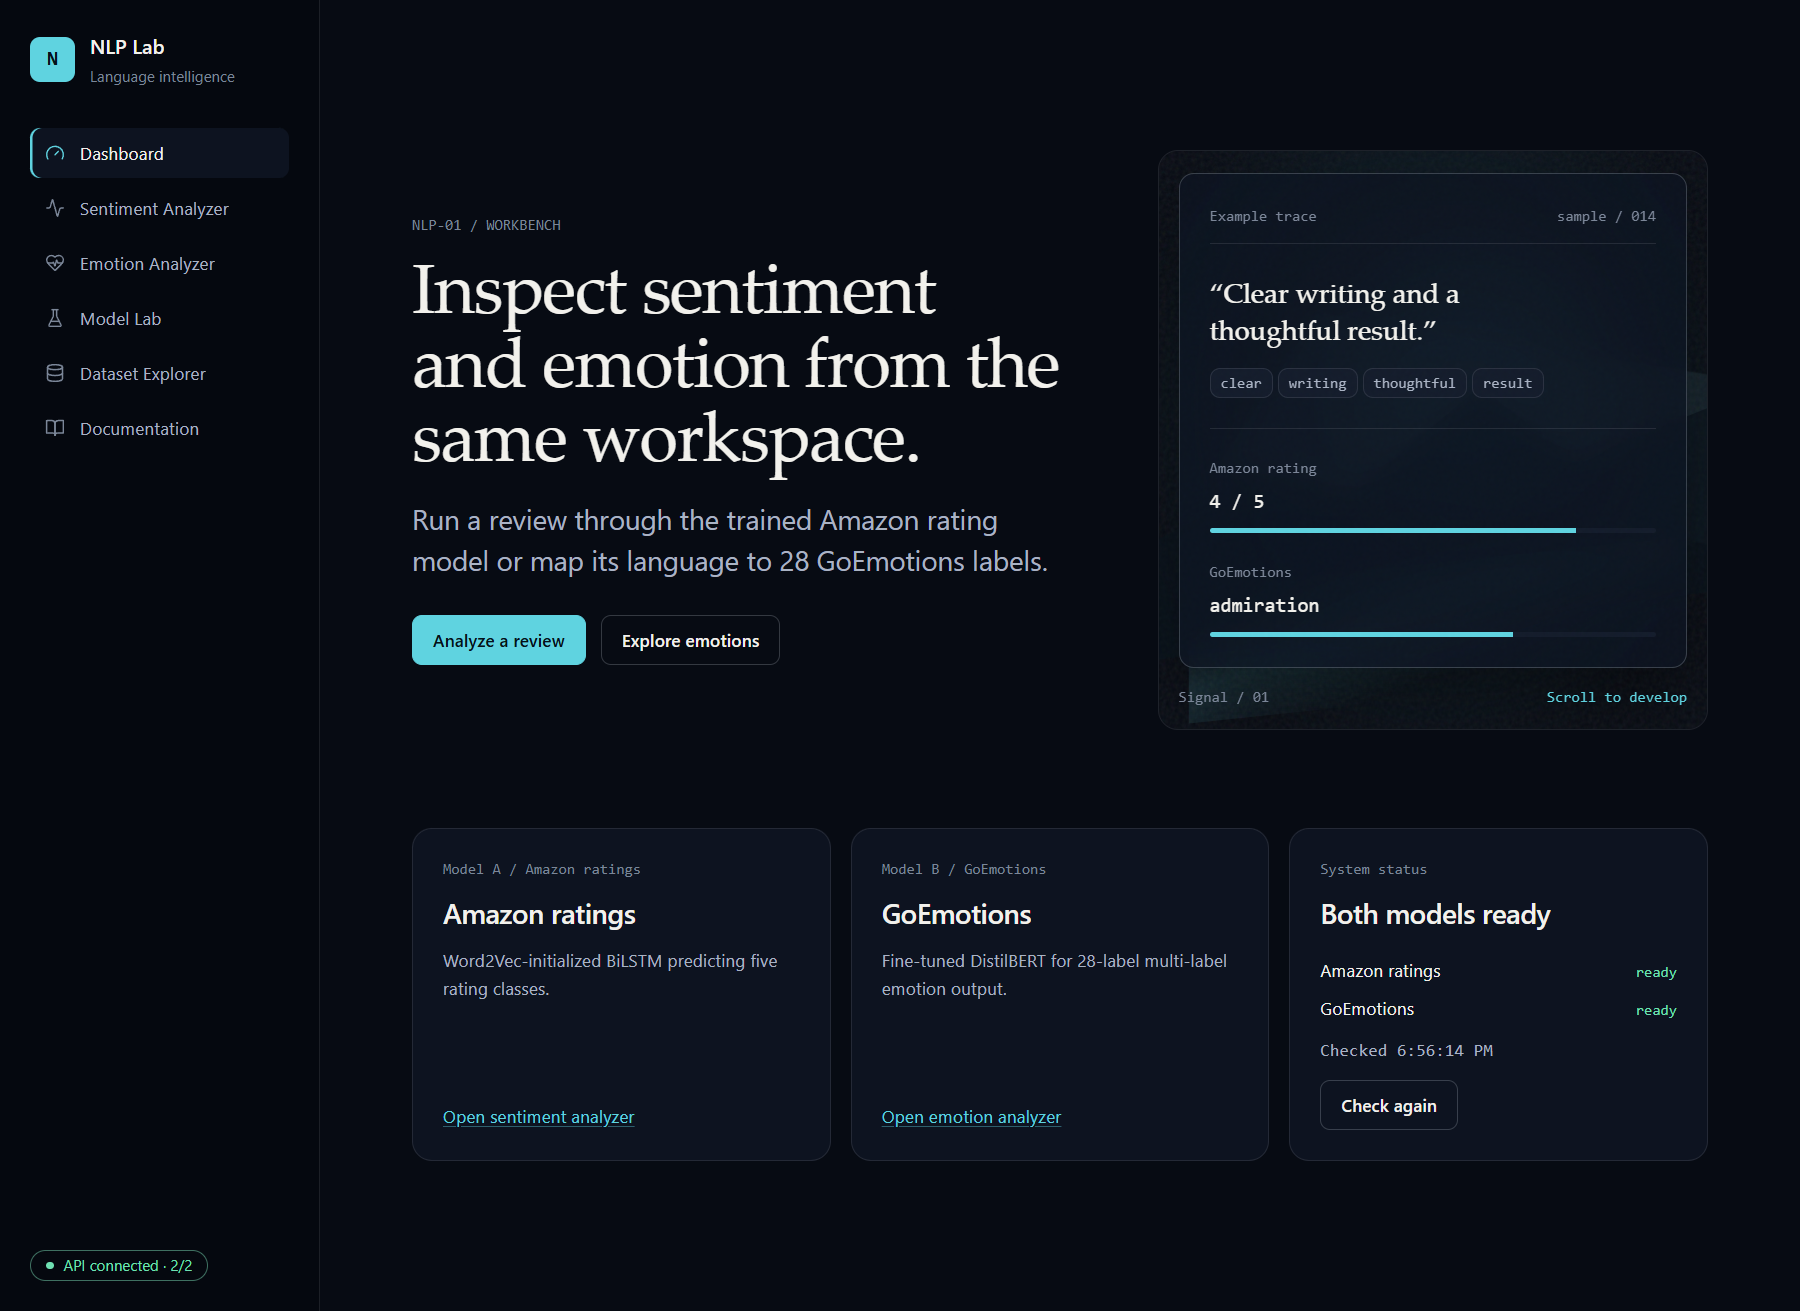 N
NLP Lab
Language intelligence
Dashboard
Sentiment Analyzer
Emotion Analyzer
Model Lab
Dataset Explorer
Documentation
API connected · 2/2
NLP-01 / WORKBENCH
Inspect sentiment
and emotion from the
same workspace.
Run a review through the trained Amazon rating
model or map its language to 28 GoEmotions labels.
Analyze a review
Explore emotions
Example trace
sample / 014
“Clear writing and a
thoughtful result.”
clear writing thoughtful result
Amazon rating
4 / 5
GoEmotions
admiration
Signal / 01
Scroll to develop
Model A / Amazon ratings
Amazon ratings
Word2Vec-initialized BiLSTM predicting five
rating classes.
Open sentiment analyzer
Model B / GoEmotions
GoEmotions
Fine-tuned DistilBERT for 28-label multi-label
emotion output.
Open emotion analyzer
System status
Both models ready
Amazon ratings ready
GoEmotions ready
Checked 6:56:14 PM
Check again